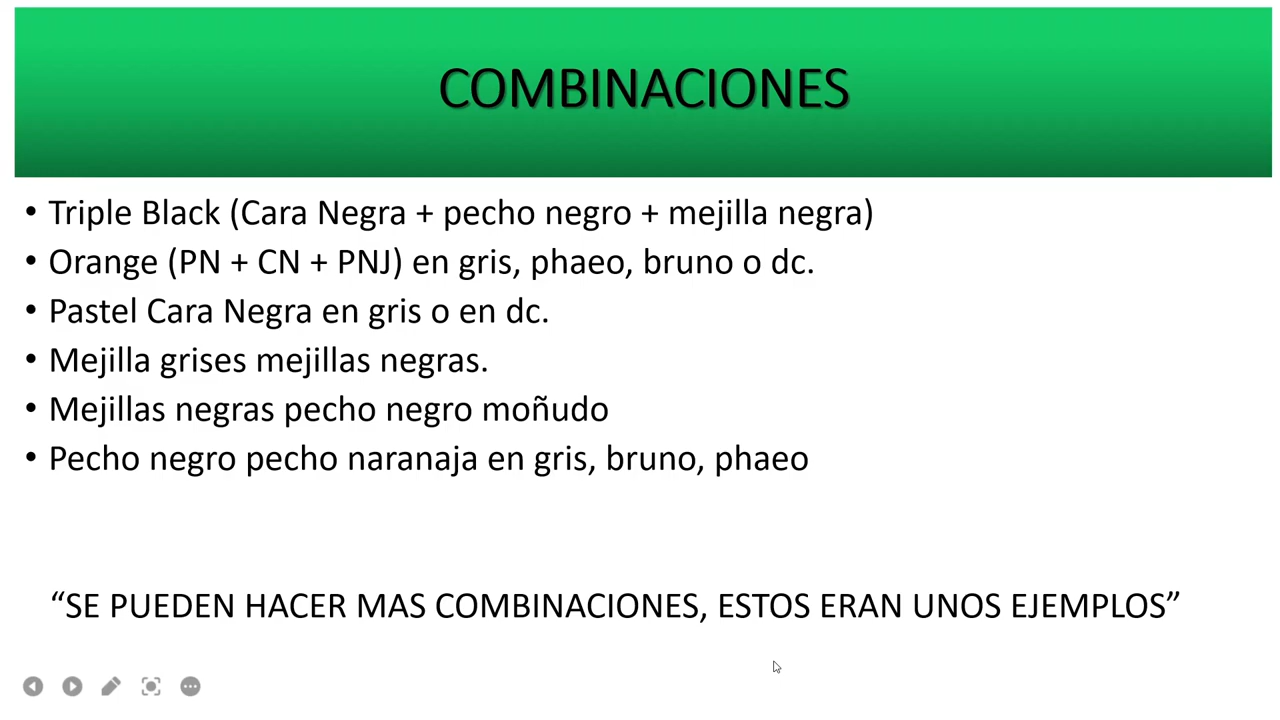 COMBINACIONES
• Triple Black (Cara Negra + pecho negro + mejilla negra)
• Orange (PN + CN + PNJ) en gris, phaeo, bruno o dc.
• Pastel Cara Negra en gris o en dc.
• Mejilla grises mejillas negras.
• Mejillas negras pecho negro moñudo
• Pecho negro pecho naranaja en gris, bruno, phaeo
“SE PUEDEN HACER MAS COMBINACIONES, ESTOS ERAN UNOS EJEMPLOS”